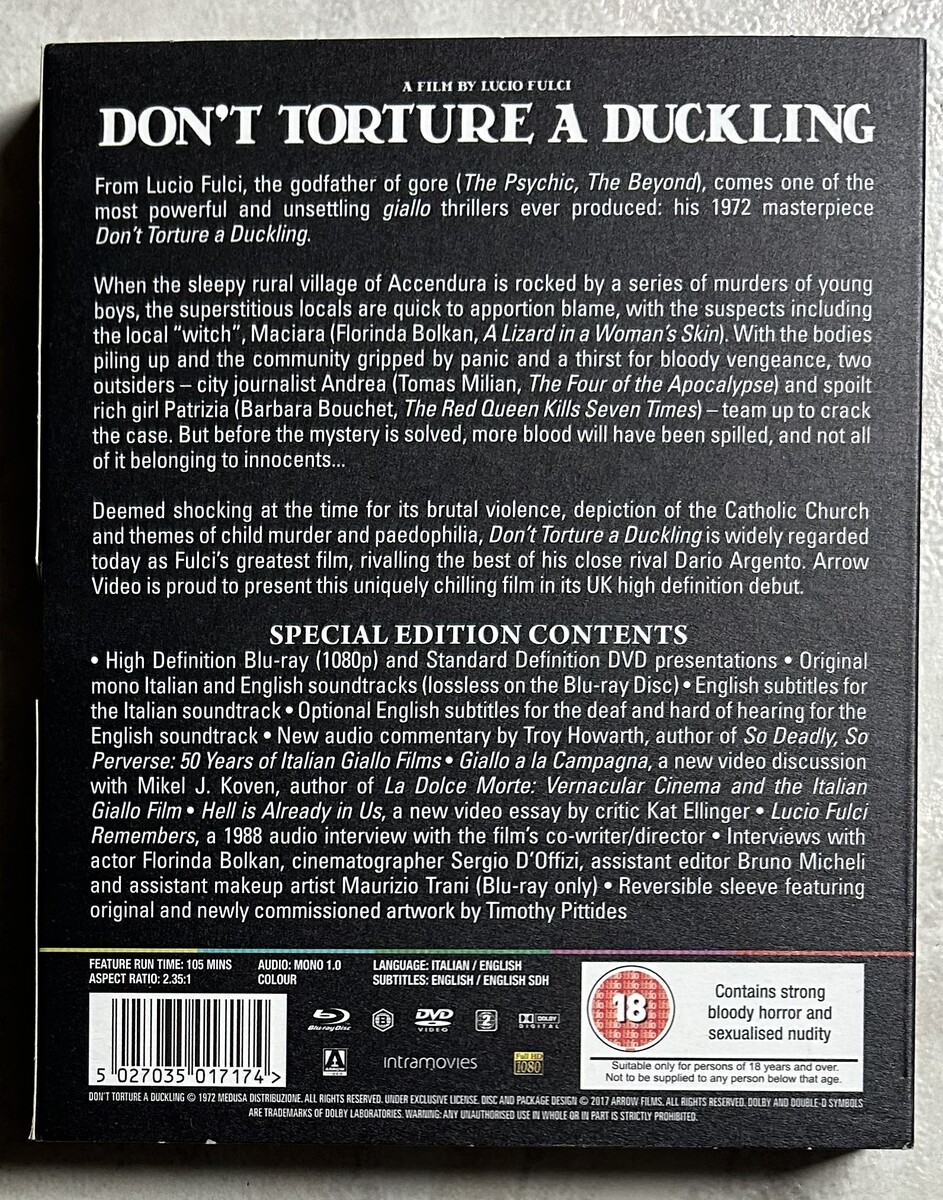 A FILM BY LUCIO FULCI
DON'T TORTURE A DUCKLING
From Lucio Fulci, the godfather of gore (The Psychic, The Beyond), comes one of the
most powerful and unsettling giallo thrillers ever produced: his 1972 masterpiece
Don't Torture a Duckling.
When the sleepy rural village of Accendura is rocked by a series of murders of young
boys, the superstitious locals are quick to apportion blame, with the suspects including
the local "witch", Maciara (Florinda Bolkan, A Lizard in a Woman's Skin). With the bodies
piling up and the community gripped by panic and a thirst for bloody vengeance, two
outsiders – city journalist Andrea (Tomas Milian, The Four of the Apocalypse) and spoilt
rich girl Patrizia (Barbara Bouchet, The Red Queen Kills Seven Times) – team up to crack
the case. But before the mystery is solved, more blood will have been spilled, and not all
of it belonging to innocents...
Deemed shocking at the time for its brutal violence, depiction of the Catholic Church
and themes of child murder and paedophilia, Don't Torture a Duckling is widely regarded
today as Fulci's greatest film, rivalling the best of his close rival Dario Argento. Arrow
Video is proud to present this uniquely chilling film in its UK high definition debut.
SPECIAL EDITION CONTENTS
• High Definition Blu-ray (1080p) and Standard Definition DVD presentations • Original
mono Italian and English soundtracks (lossless on the Blu-ray Disc) • English subtitles for
the Italian soundtrack • Optional English subtitles for the deaf and hard of hearing for the
English soundtrack • New audio commentary by Troy Howarth, author of So Deadly, So
Perverse: 50 Years of Italian Giallo Films • Giallo a la Campagna, a new video discussion
with Mikel J. Koven, author of La Dolce Morte: Vernacular Cinema and the Italian
Giallo Film • Hell is Already in Us, a new video essay by critic Kat Ellinger • Lucio Fulci
Remembers, a 1988 audio interview with the film's co-writer/director • Interviews with
actor Florinda Bolkan, cinematographer Sergio D'Offizi, assistant editor Bruno Micheli
and assistant makeup artist Maurizio Trani (Blu-ray only) • Reversible sleeve featuring
original and newly commissioned artwork by Timothy Pittides
FEATURE RUN TIME: 105 MINS
ASPECT RATIO: 2.35:1
AUDIO: MONO 1.0
COLOUR
LANGUAGE: ITALIAN / ENGLISH
SUBTITLES: ENGLISH / ENGLISH SDH
5 027035 017174 >
Blu-ray Disc
B
DVD
VIDEO
2
DOLBY
DIGITAL
ARROW
intramovies
Full HD
1080
18
Contains strong
bloody horror and
sexualised nudity
Suitable only for persons of 18 years and over.
Not to be supplied to any person below that age.
DON'T TORTURE A DUCKLING © 1972 MEDUSA DISTRIBUZIONE. ALL RIGHTS RESERVED. UNDER EXCLUSIVE LICENSE. DISC AND PACKAGE DESIGN © 2017 ARROW FILMS. ALL RIGHTS RESERVED. DOLBY AND DOUBLE-D SYMBOLS
ARE TRADEMARKS OF DOLBY LABORATORIES. WARNING: ANY UNAUTHORISED USE IN WHOLE OR IN PART IS STRICTLY PROHIBITED.